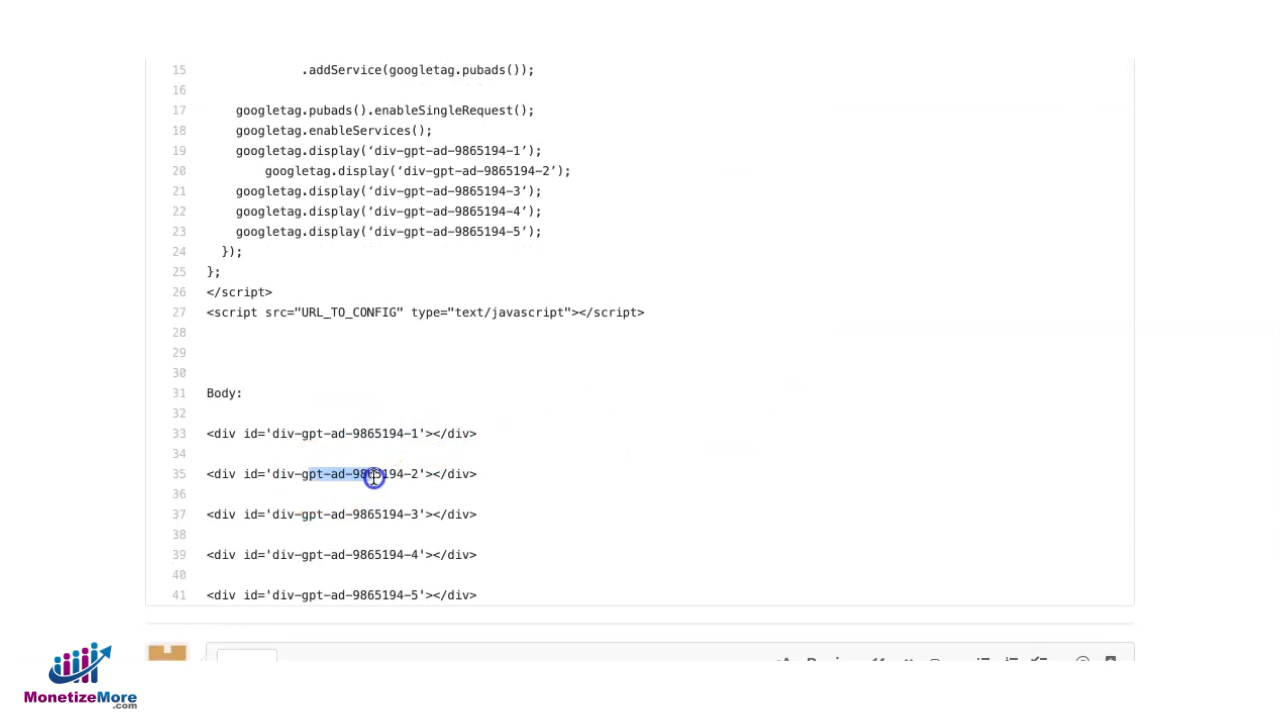 15 .addService(googletag.pubads());
16
17 googletag.pubads().enableSingleRequest();
18 googletag.enableServices();
19 googletag.display(‘div-gpt-ad-9865194-1’);
20 googletag.display(‘div-gpt-ad-9865194-2’);
21 googletag.display(‘div-gpt-ad-9865194-3’);
22 googletag.display(‘div-gpt-ad-9865194-4’);
23 googletag.display(‘div-gpt-ad-9865194-5’);
24 });
25 };
26 </script>
27 <script src="URL_TO_CONFIG" type="text/javascript"></script>
28
29
30
31 Body:
32
33 <div id='div-gpt-ad-9865194-1'></div>
34
35 <div id='div-gpt-ad-9865194-2'></div>
36
37 <div id='div-gpt-ad-9865194-3'></div>
38
39 <div id='div-gpt-ad-9865194-4'></div>
40
41 <div id='div-gpt-ad-9865194-5'></div>
MonetizeMore
.com